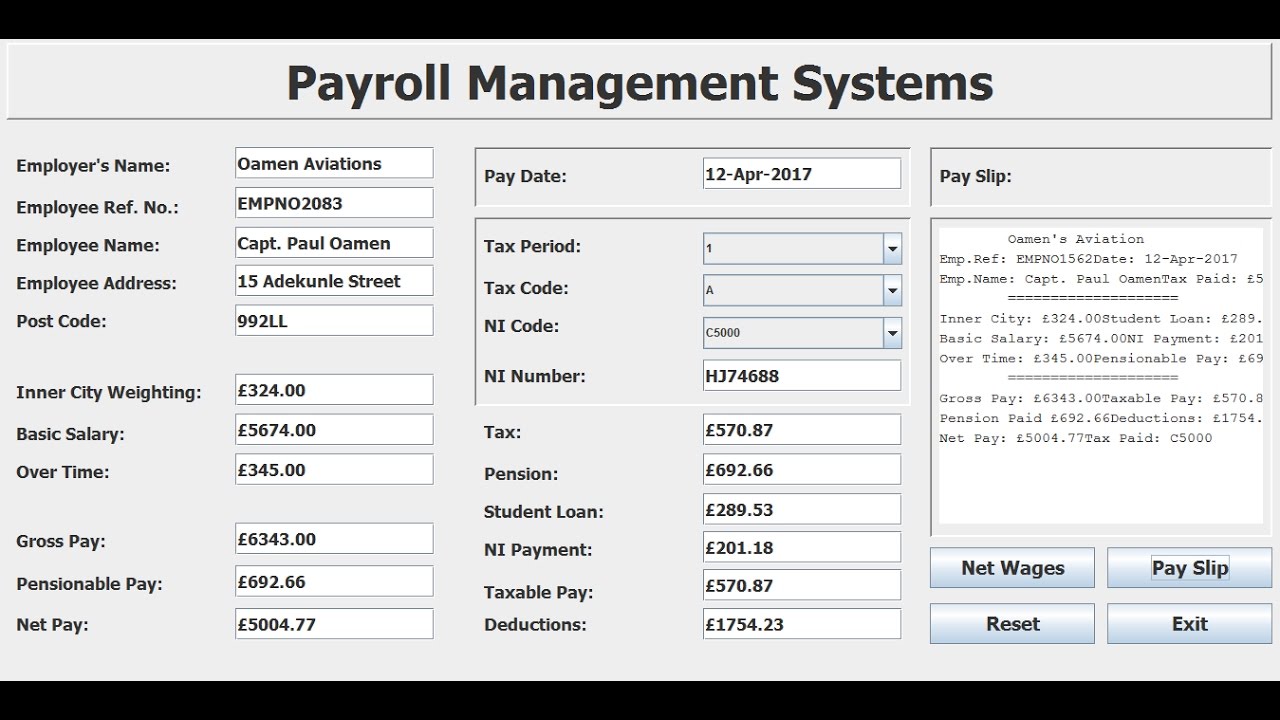 Payroll Management Systems
Employer's Name: Oamen Aviations
Employee Ref. No.: EMPNO2083
Employee Name: Capt. Paul Oamen
Employee Address: 15 Adekunle Street
Post Code: 992LL
Inner City Weighting: £324.00
Basic Salary: £5674.00
Over Time: £345.00
Gross Pay: £6343.00
Pensionable Pay: £692.66
Net Pay: £5004.77
Pay Date: 12-Apr-2017
Tax Period: 1
Tax Code: A
NI Code: C5000
NI Number: HJ74688
Tax: £570.87
Pension: £692.66
Student Loan: £289.53
NI Payment: £201.18
Taxable Pay: £570.87
Deductions: £1754.23
Pay Slip:
Oamen's Aviation
Emp.Ref: EMPNO1562Date: 12-Apr-2017
Emp.Name: Capt. Paul OamenTax Paid: £5
====================
Inner City: £324.00Student Loan: £289.
Basic Salary: £5674.00NI Payment: £201
Over Time: £345.00Pensionable Pay: £69
====================
Gross Pay: £6343.00Taxable Pay: £570.8
Pension Paid £692.66Deductions: £1754.
Net Pay: £5004.77Tax Paid: C5000
Net Wages Pay Slip
Reset Exit